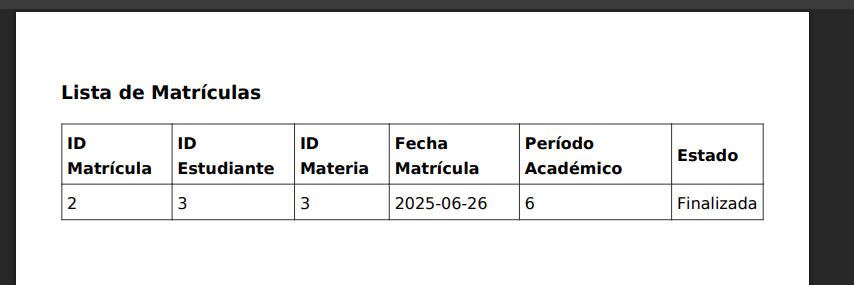 Lista de Matrículas
ID Matrícula ID Estudiante ID Materia Fecha Matrícula Período Académico Estado
2 3 3 2025-06-26 6 Finalizada